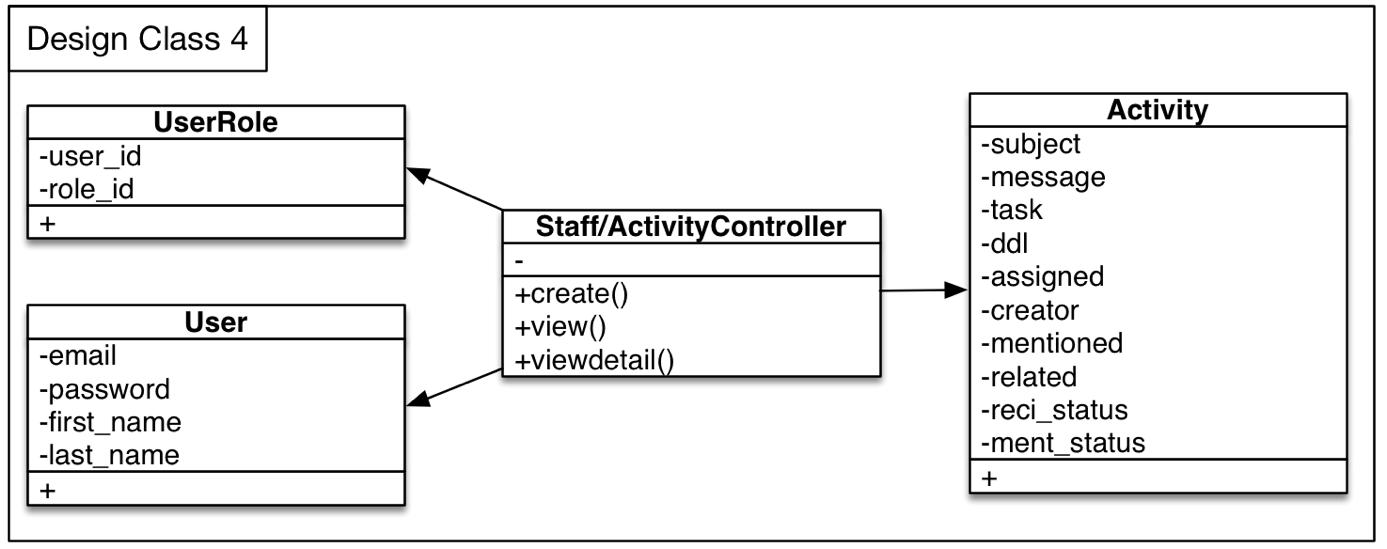 Design Class 4
UserRole
-user_id
-role_id
+
User
-email
-password
-first_name
-last_name
+
Staff/ActivityController
-
+create()
+view()
+viewdetail()
Activity
-subject
-message
-task
-ddl
-assigned
-creator
-mentioned
-related
-reci_status
-ment_status
+